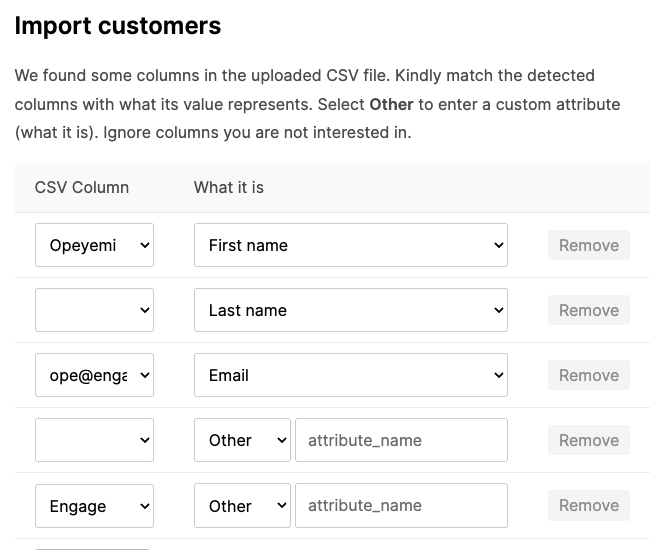 Import customers
We found some columns in the uploaded CSV file. Kindly match the detected
columns with what its value represents. Select Other to enter a custom attribute
(what it is). Ignore columns you are not interested in.
CSV Column What it is
Opeyemi First name Remove
Last name Remove
ope@enga Email Remove
Other attribute_name Remove
Engage Other attribute_name Remove